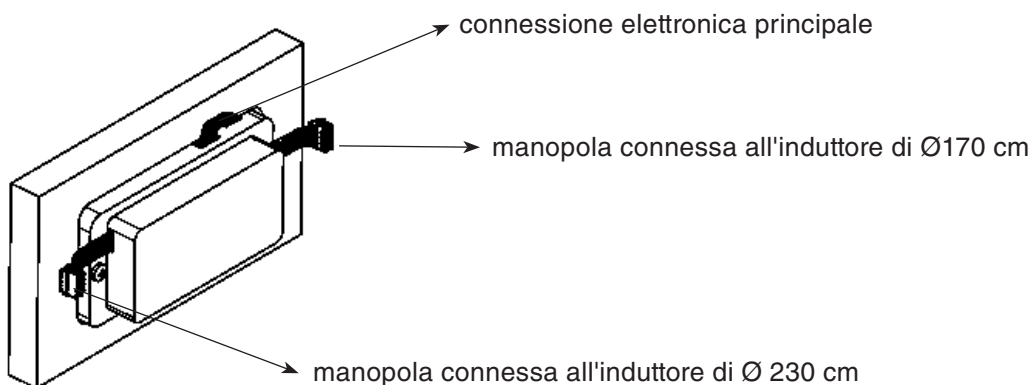 connessione elettronica principale
manopola connessa all'induttore di Ø170 cm
manopola connessa all'induttore di Ø 230 cm